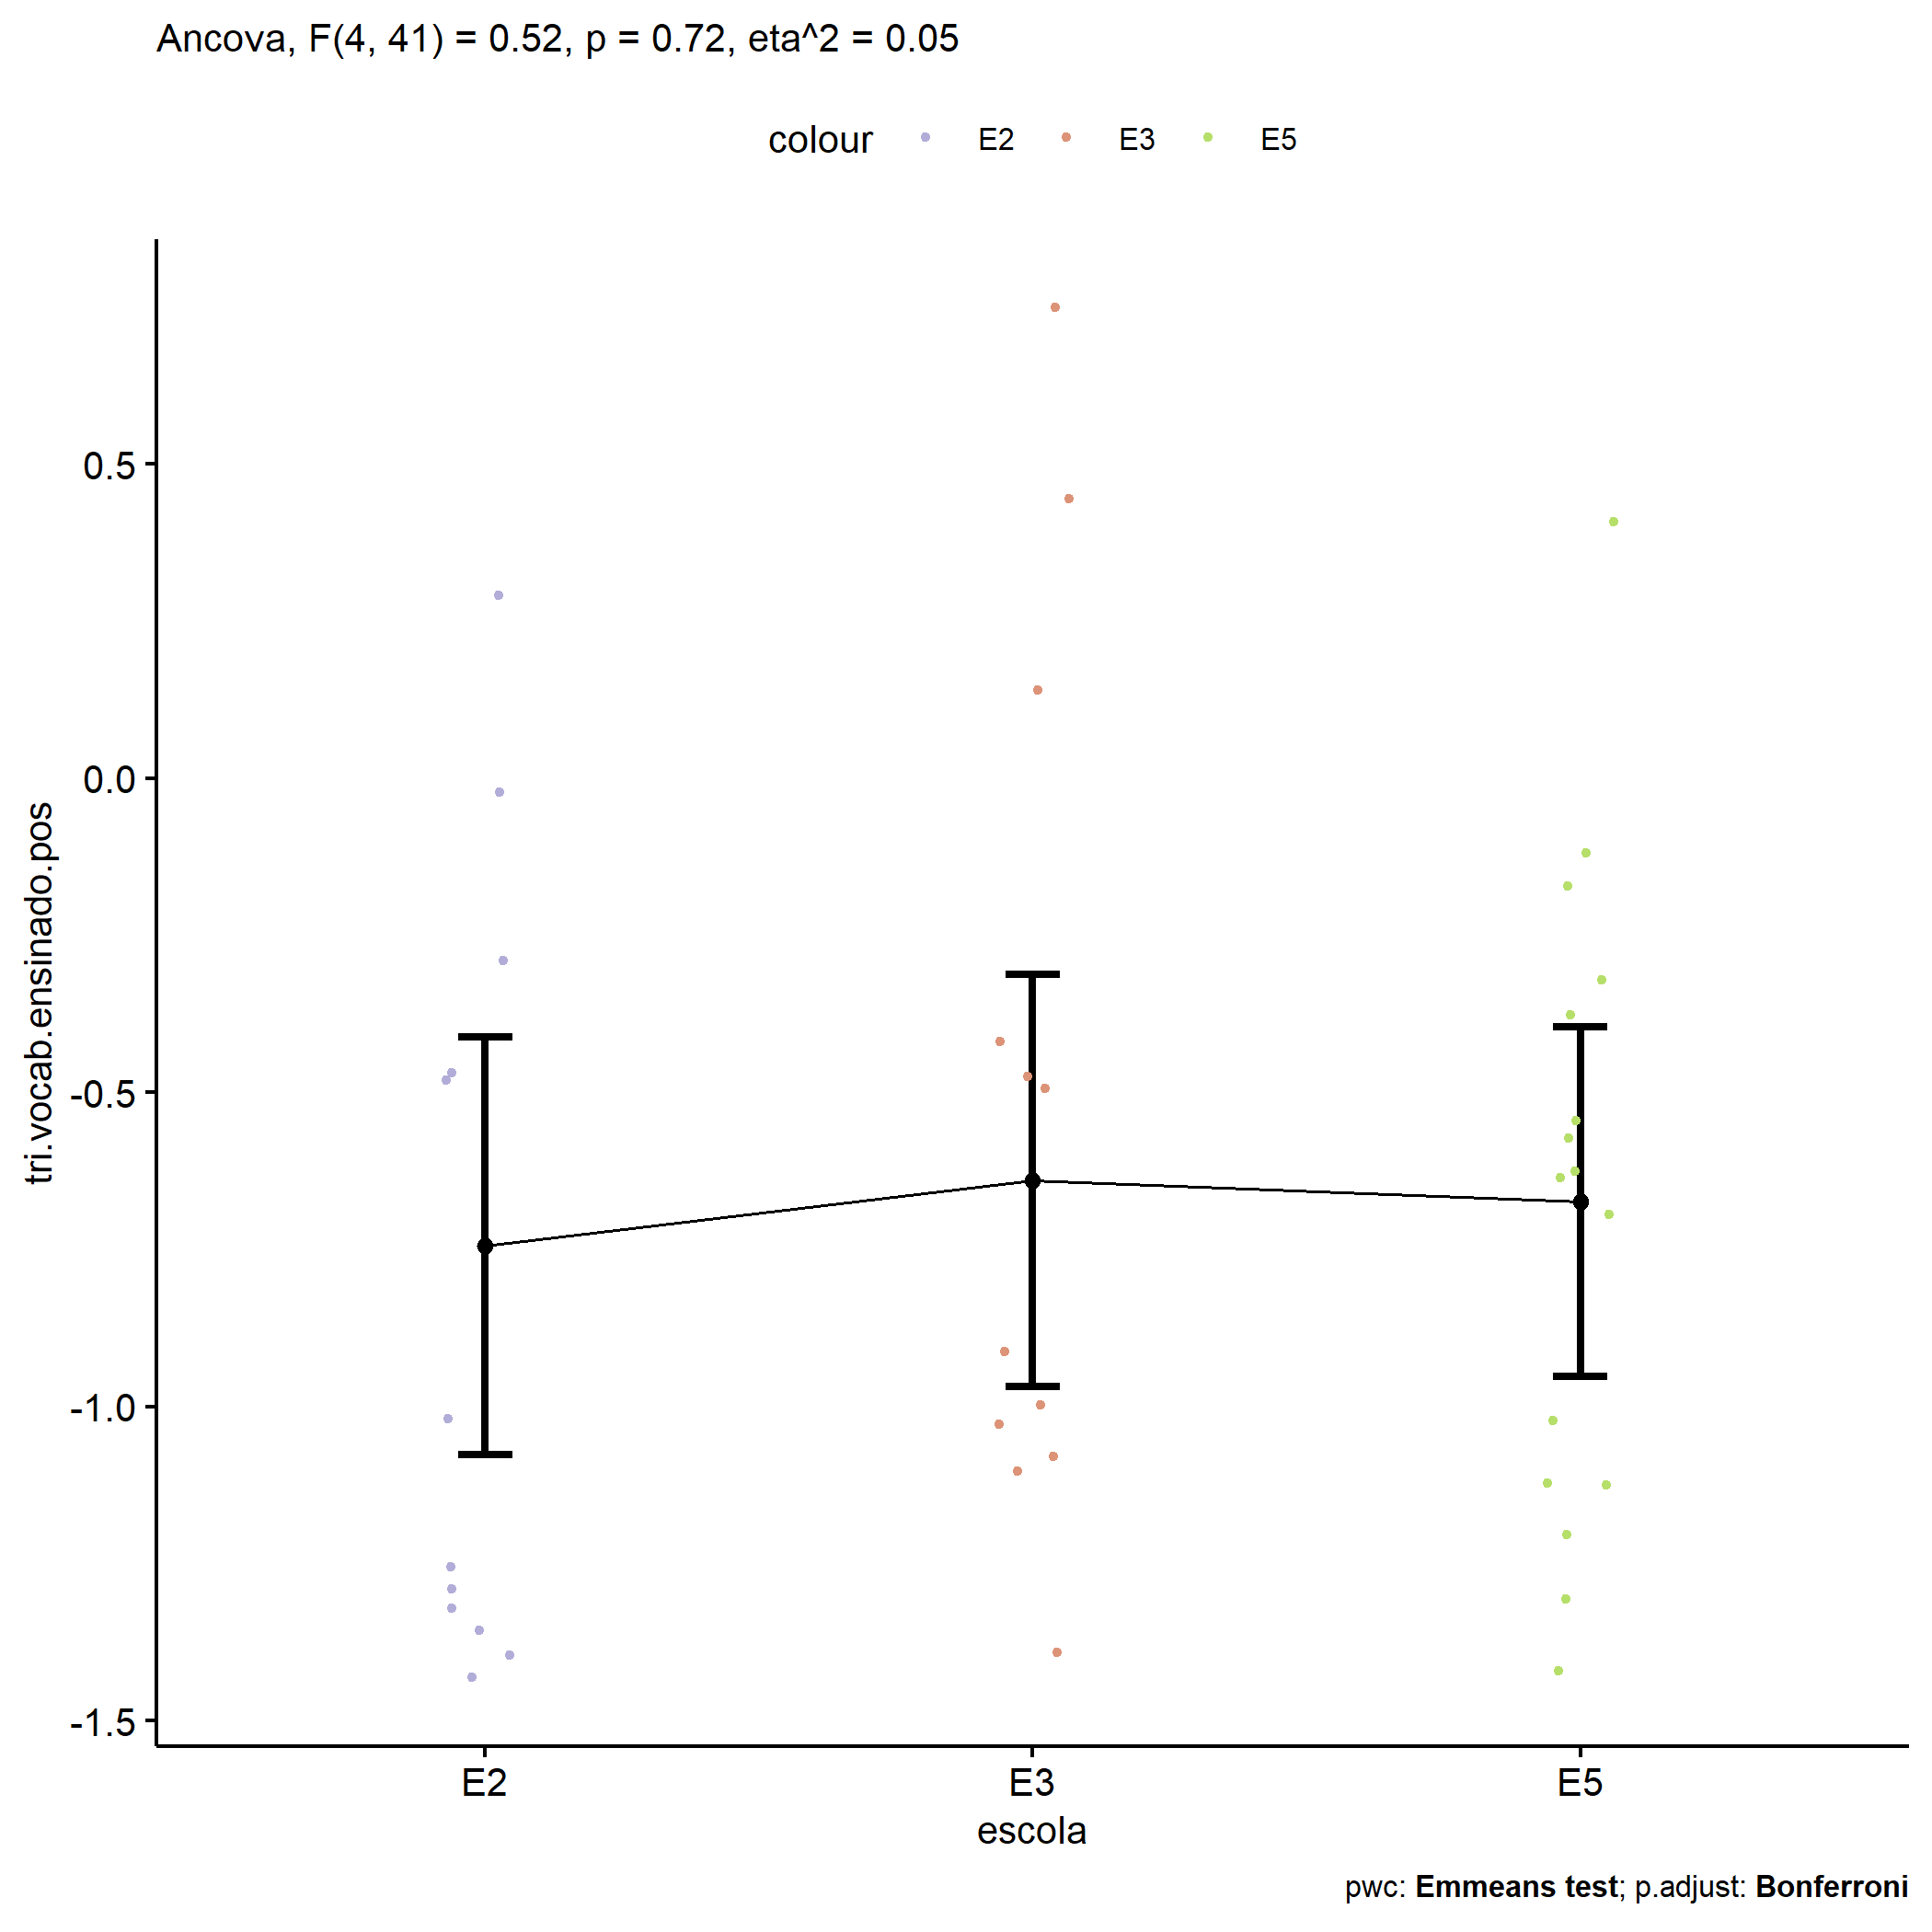 Ancova, F(4, 41) = 0.52, p = 0.72, eta^2 = 0.05
colour E2 E3 E5
0.5
0.0
-0.5
-1.0
-1.5
tri.vocab.ensinado.pos
E2 E3 E5
escola
pwc: Emmeans test; p.adjust: Bonferroni